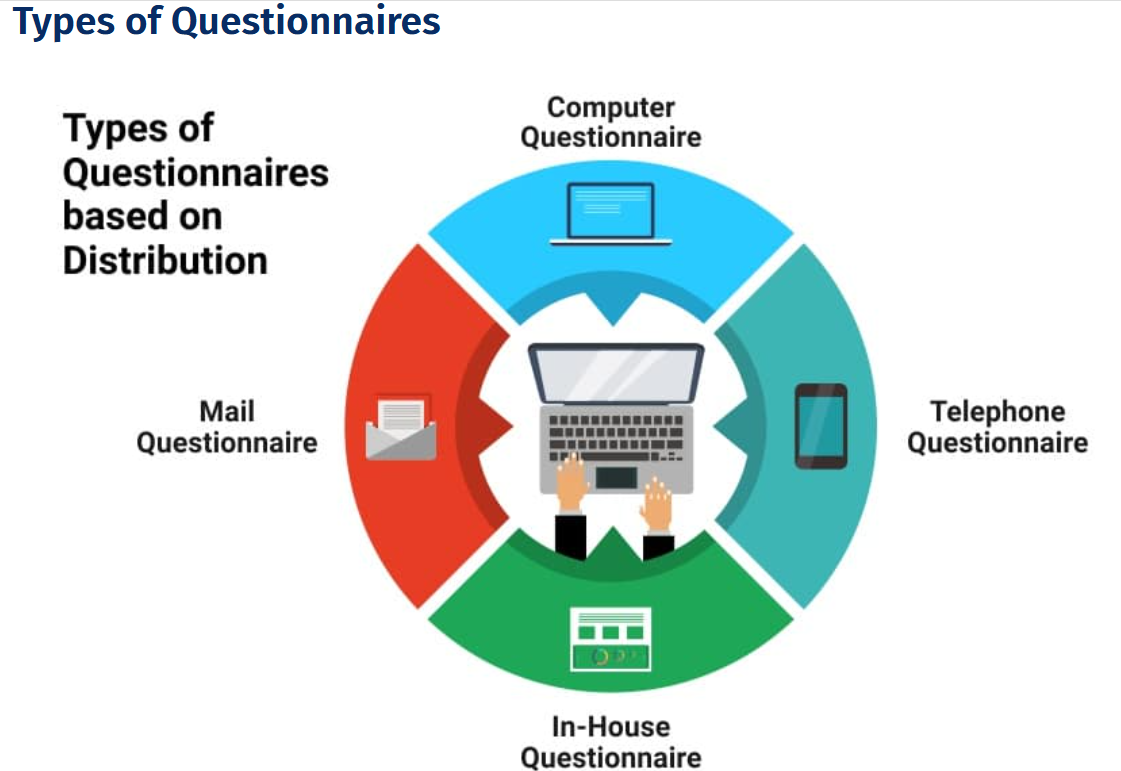 Types of Questionnaires
Types of
Questionnaires
based on
Distribution
Computer
Questionnaire
Mail
Questionnaire
Telephone
Questionnaire
In-House
Questionnaire